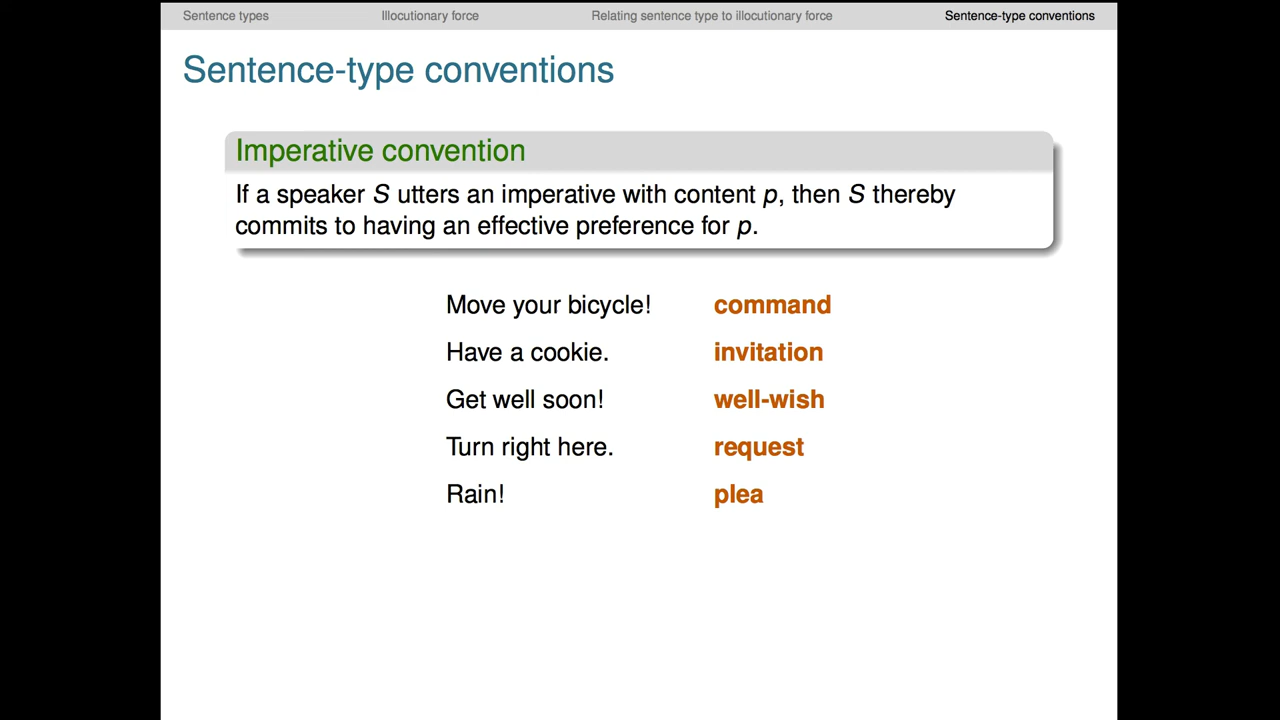 Sentence types Illocutionary force Relating sentence type to illocutionary force Sentence-type conventions
Sentence-type conventions
Imperative convention
If a speaker S utters an imperative with content p, then S thereby
commits to having an effective preference for p.
Move your bicycle! command
Have a cookie. invitation
Get well soon! well-wish
Turn right here. request
Rain! plea